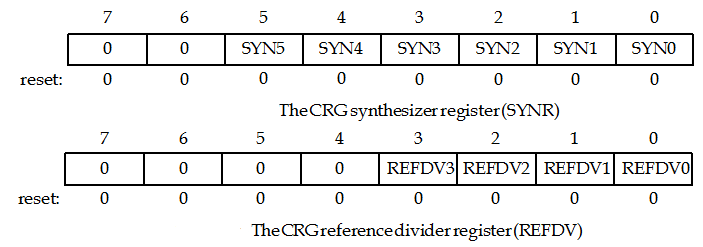 7 6 5 4 3 2 1 0
0 0 SYN5 SYN4 SYN3 SYN2 SYN1 SYN0
reset: 0 0 0 0 0 0 0 0
The CRG synthesizer register (SYNR)
7 6 5 4 3 2 1 0
0 0 0 0 REFDV3 REFDV2 REFDV1 REFDV0
reset: 0 0 0 0 0 0 0 0
The CRG reference divider register (REFDV)